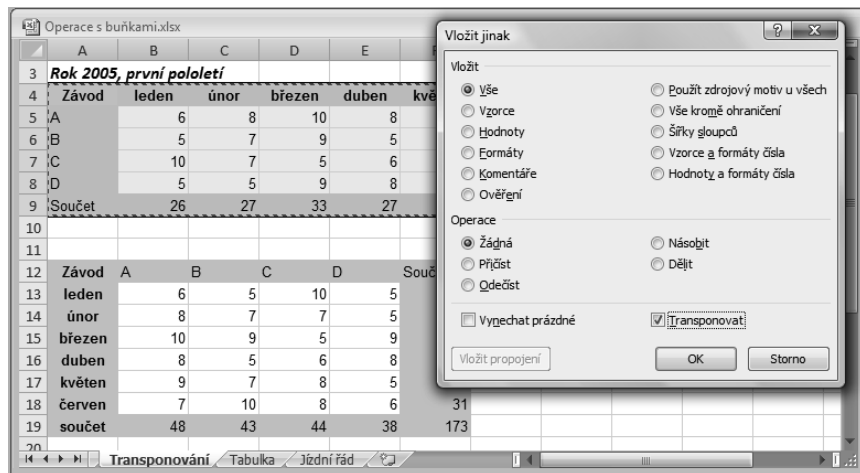 Operace s buňkami.xlsx
A B C D E
3 Rok 2005, první pololetí
4 Závod leden únor březen duben kvě
5 A 6 8 10 8
6 B 5 7 9 5
7 C 10 7 5 6
8 D 5 5 9 8
9 Součet 26 27 33 27
10
11
12 Závod A B C D Souč
13 leden 6 5 10 5
14 únor 8 7 7 5
15 březen 10 9 5 9
16 duben 8 5 6 8
17 květen 9 7 8 5
18 červen 7 10 8 6 31
19 součet 48 43 44 38 173
20
Transponování Tabulka Jízdní řád
Vložit jinak
Vložit
Vše
Vzorce
Hodnoty
Formáty
Komentáře
Ověření
Použít zdrojový motiv u všech
Vše kromě ohraničení
Šířky sloupců
Vzorce a formáty čísla
Hodnoty a formáty čísla
Operace
Žádná
Přičíst
Odečíst
Násobit
Dělit
Vynechat prázdné
Transponovat
Vložit propojení
OK
Storno